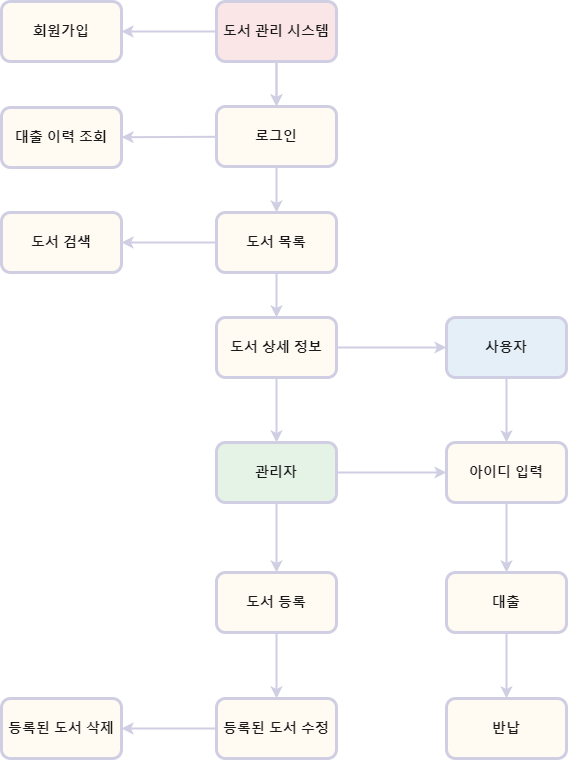 회원가입
도서 관리 시스템
대출 이력 조회
로그인
도서 검색
도서 목록
도서 상세 정보
사용자
관리자
아이디 입력
도서 등록
대출
등록된 도서 삭제
등록된 도서 수정
반납